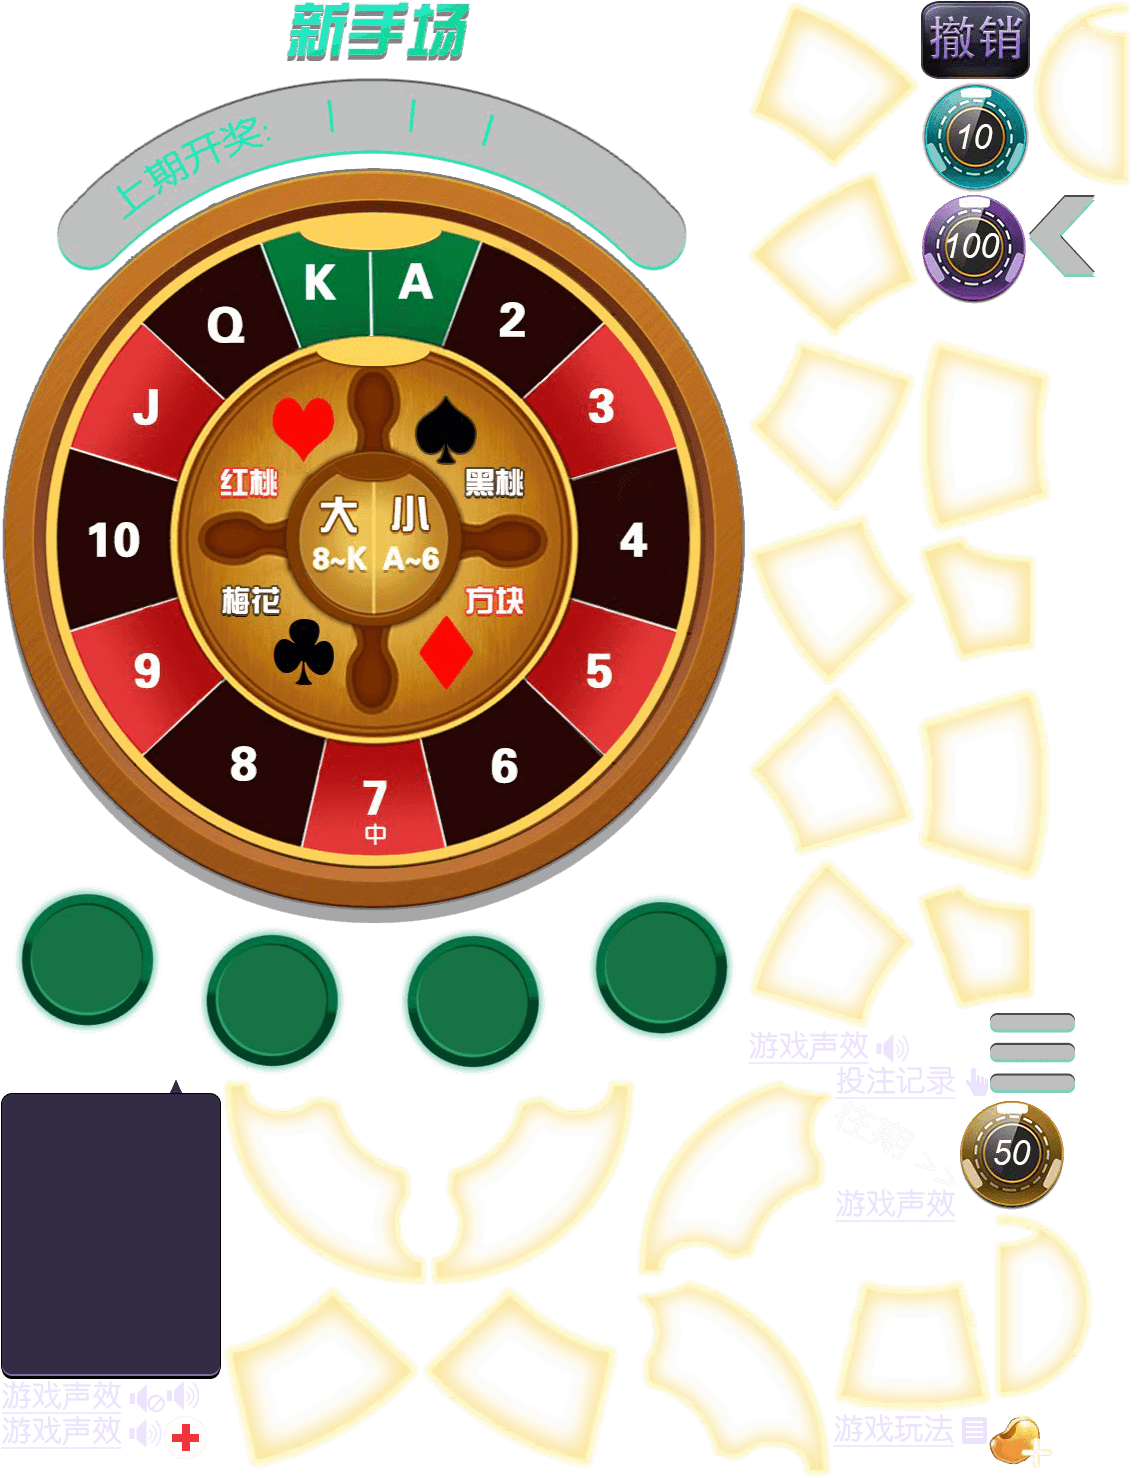 新手场
撤销
上期开奖:
10
100
K A
Q 2
J 3
红桃 黑桃
大 小
10 4
8~K A~6
梅花 方块
9 5
8 6
7
中
游戏声效
投注记录
往期 >>
50
游戏声效
游戏声效
游戏声效
游戏玩法